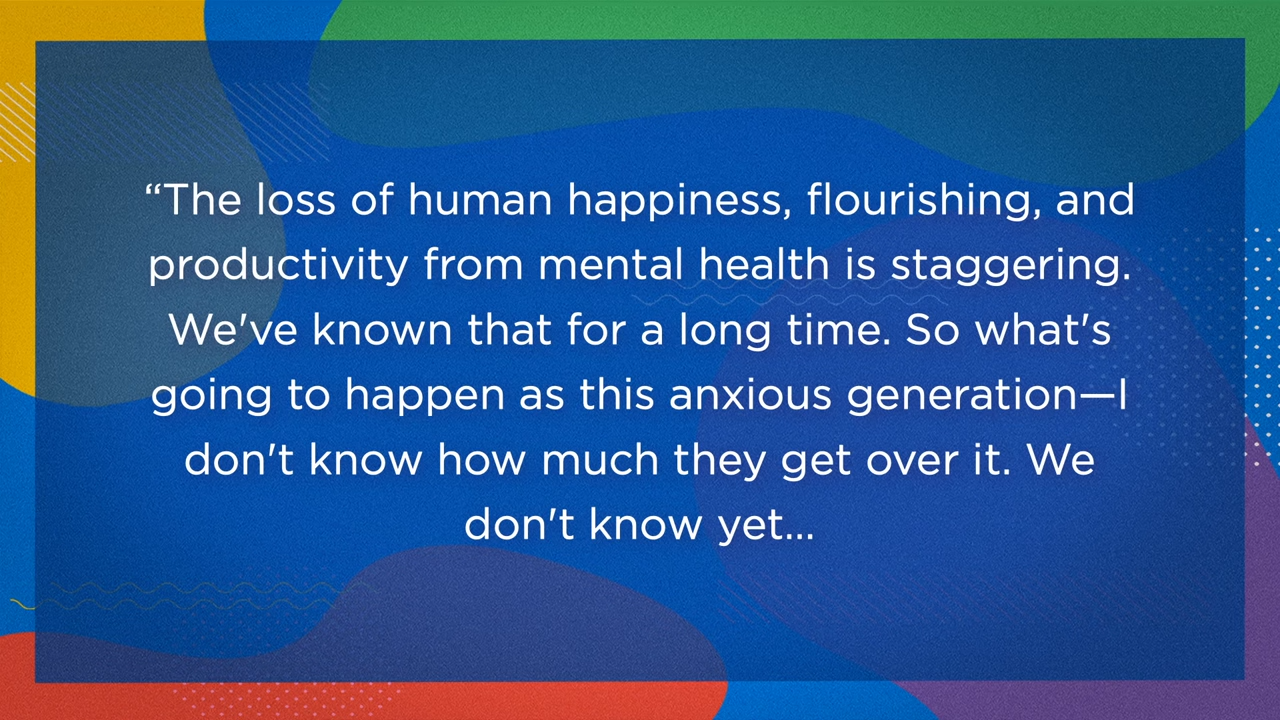 “The loss of human happiness, flourishing, and
productivity from mental health is staggering.
We've known that for a long time. So what's
going to happen as this anxious generation—I
don't know how much they get over it. We
don't know yet...